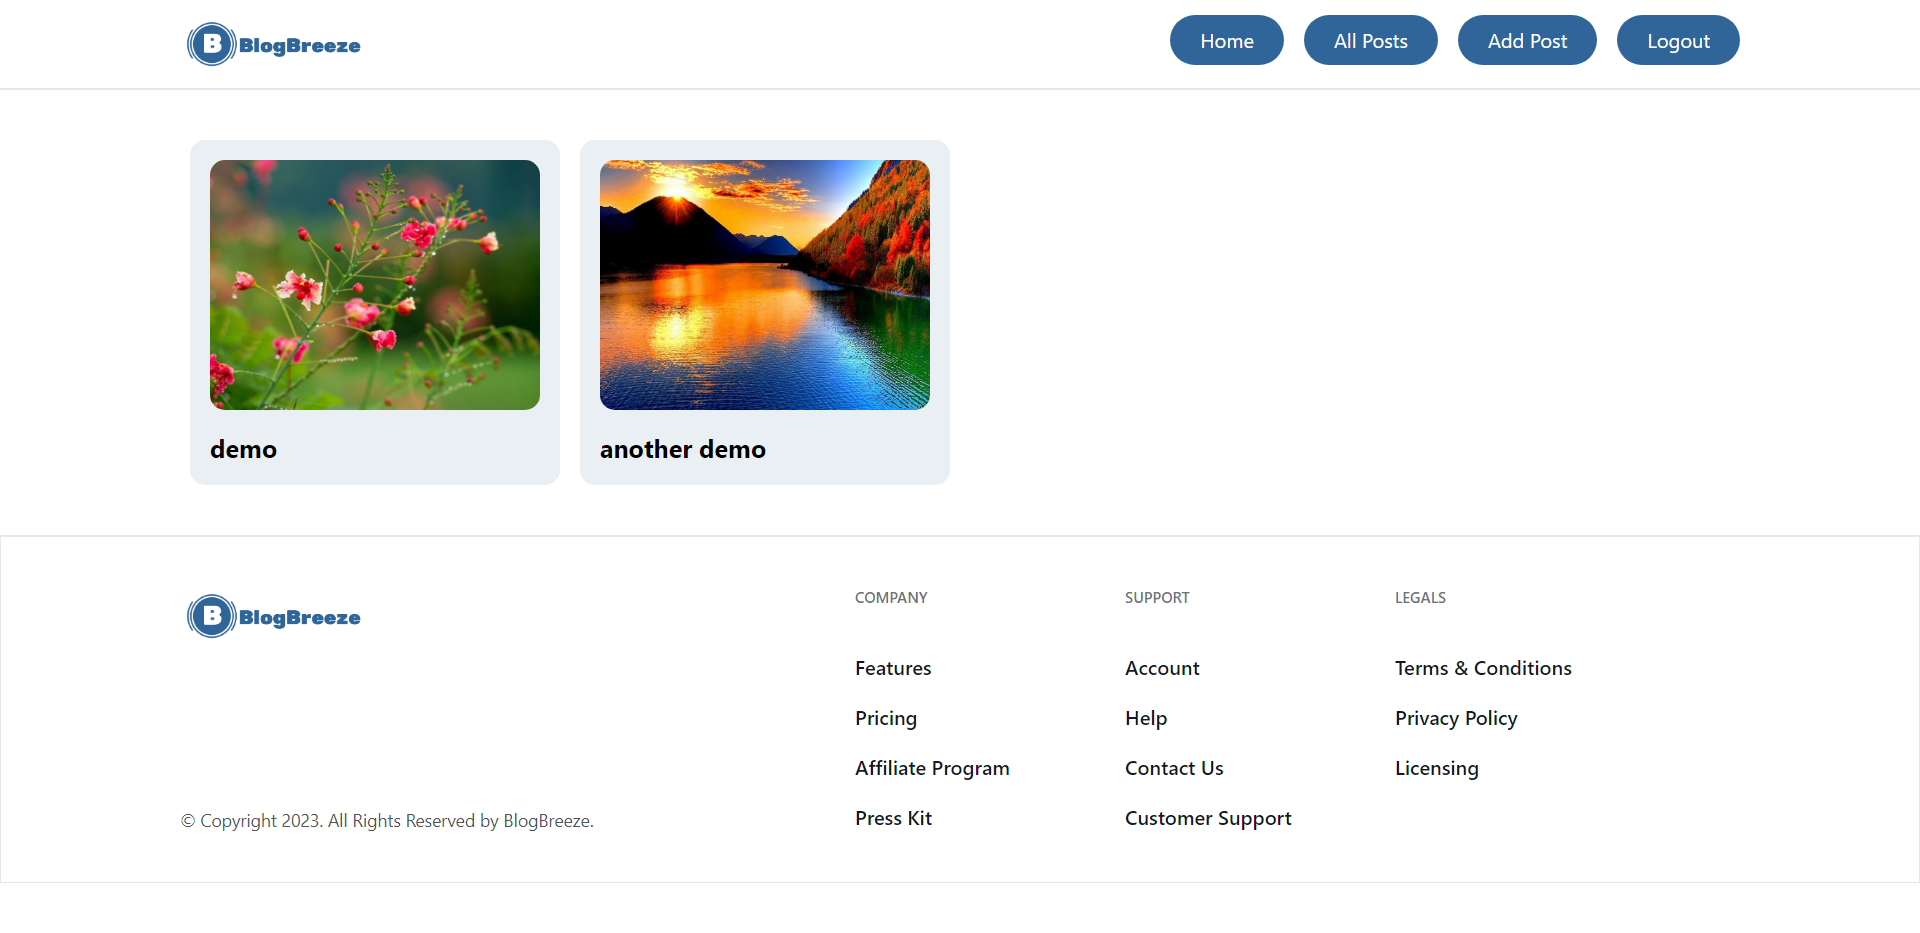 B BlogBreeze
Home
All Posts
Add Post
Logout
demo
another demo
B BlogBreeze
© Copyright 2023. All Rights Reserved by BlogBreeze.
COMPANY
Features
Pricing
Affiliate Program
Press Kit
SUPPORT
Account
Help
Contact Us
Customer Support
LEGALS
Terms & Conditions
Privacy Policy
Licensing